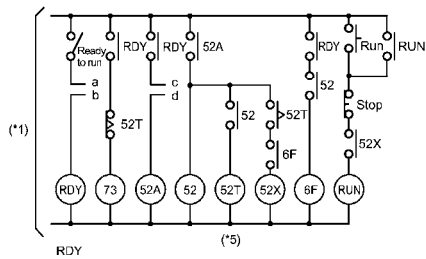 Ready to run
RDY
RDY
52A
RDY
Run
RUN
a
b
c
d
52
Stop
52T
52
52T
6F
52X
(*1)
RDY
73
52A
52
52T
52X
6F
RUN
(*5)
RDY